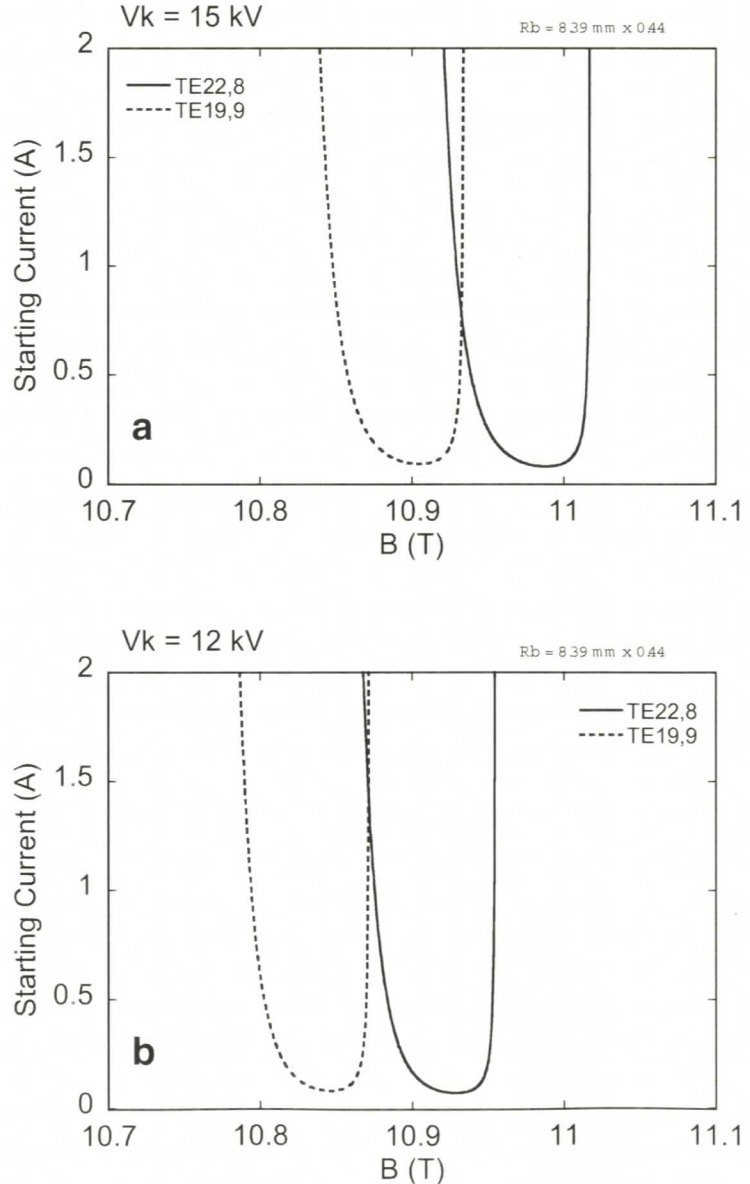 Vk = 15 kV
Rb = 8.39 mm x 0.44
2
TE22,8
TE19,9
1.5
1
0.5
0
Starting Current (A)
a
10.7 10.8 10.9 11 11.1
B (T)
Vk = 12 kV
Rb = 8.39 mm x 0.44
2
TE22,8
TE19,9
1.5
1
0.5
0
Starting Current (A)
b
10.7 10.8 10.9 11 11.1
B (T)